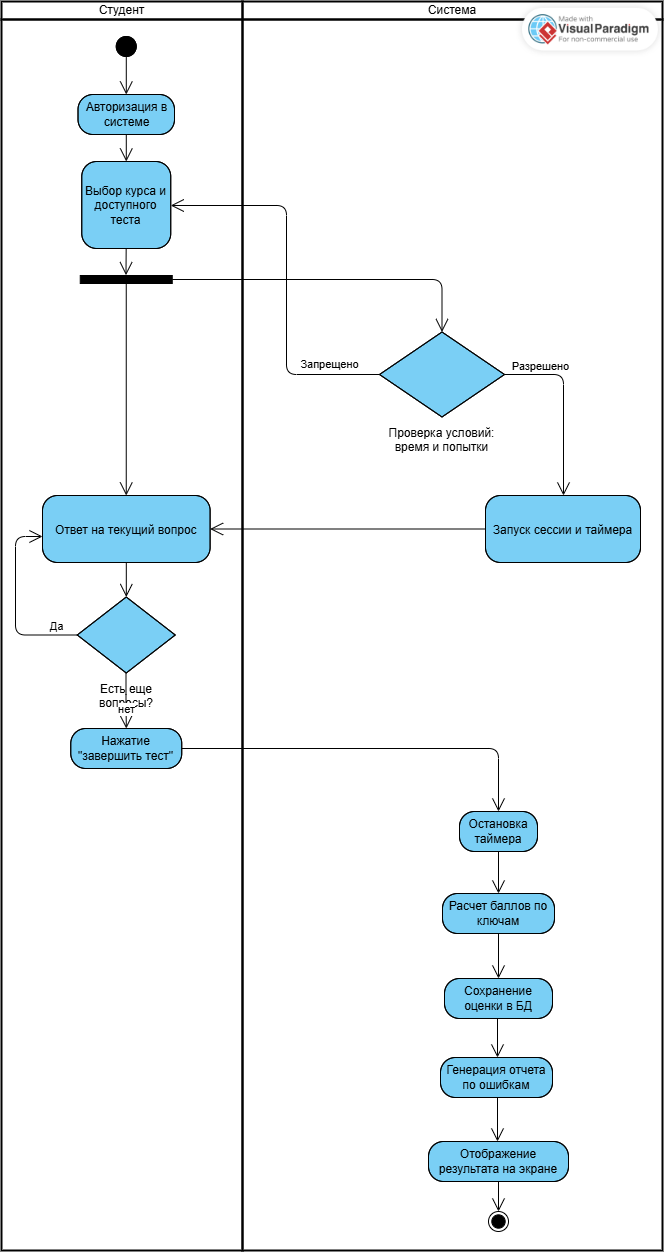 Студент
Система
Made with
VisualParadigm
For non-commercial use
Авторизация в
системе
Выбор курса и
доступного
теста
Запрещено
Разрешено
Проверка условий:
время и попытки
Ответ на текущий вопрос
Запуск сессии и таймера
Да
Есть еще
вопросы?
нет
Нажатие
"завершить тест"
Остановка
таймера
Расчет баллов по
ключам
Сохранение
оценки в БД
Генерация отчета
по ошибкам
Отображение
результата на экране